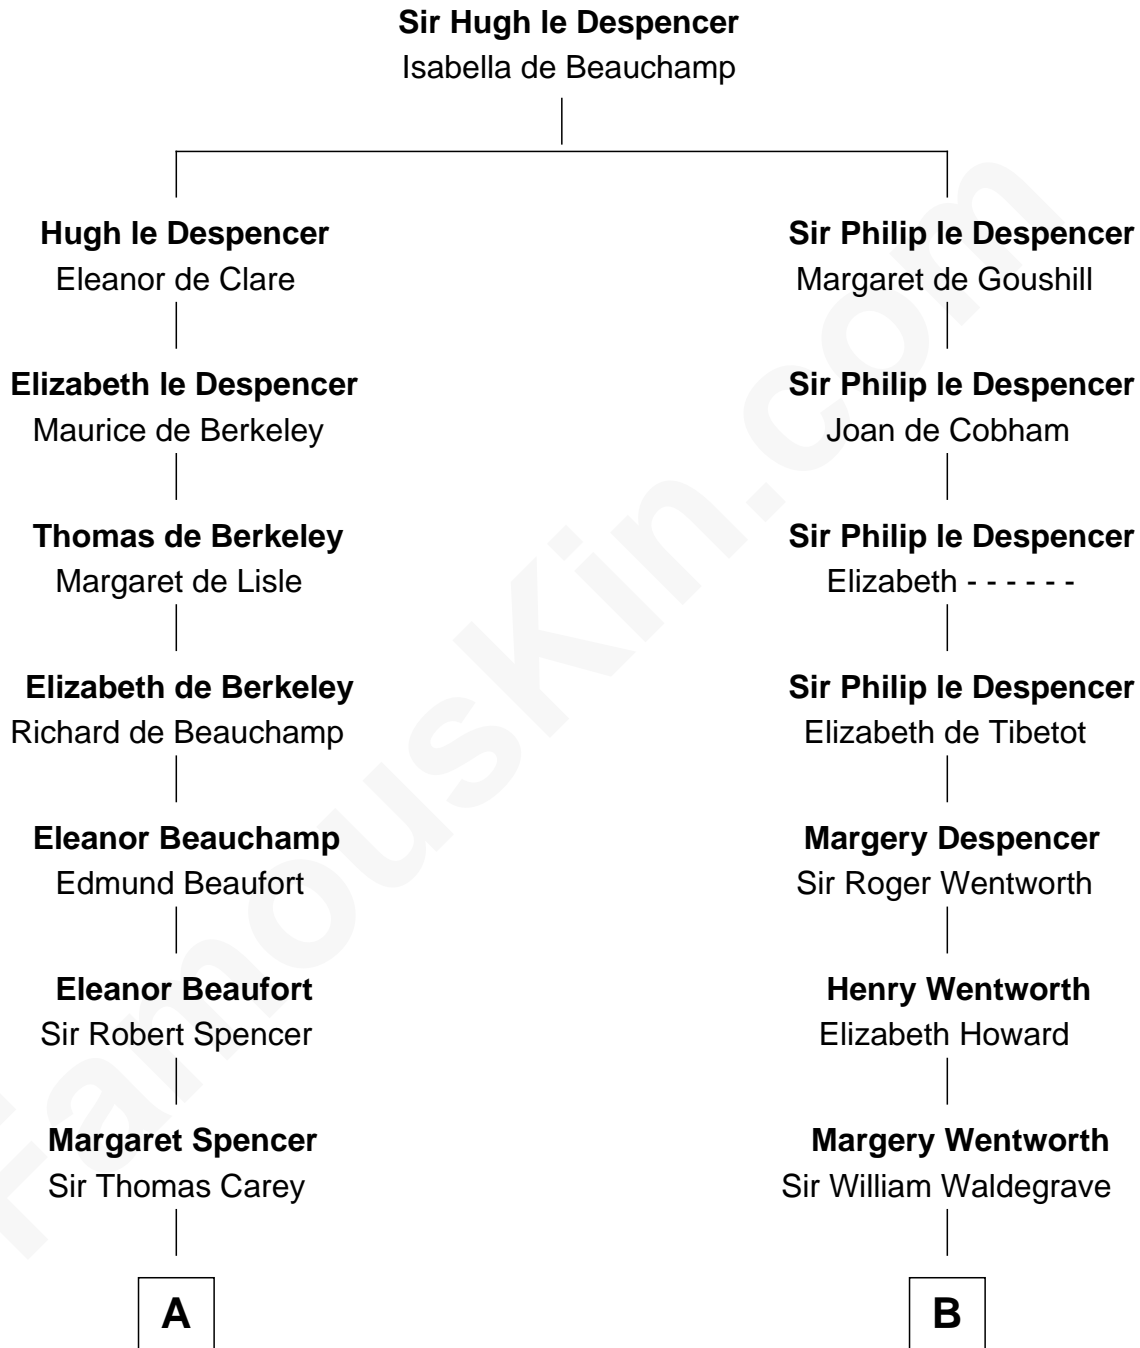 Sir Hugh le Despencer
Isabella de Beauchamp
Hugh le Despencer
Eleanor de Clare
Sir Philip le Despencer
Margaret de Goushill
Elizabeth le Despencer
Maurice de Berkeley
Sir Philip le Despencer
Joan de Cobham
Thomas de Berkeley
Margaret de Lisle
Sir Philip le Despencer
Elizabeth - - - - - -
Elizabeth de Berkeley
Richard de Beauchamp
Sir Philip le Despencer
Elizabeth de Tibetot
Eleanor Beauchamp
Edmund Beaufort
Margery Despencer
Sir Roger Wentworth
Eleanor Beaufort
Sir Robert Spencer
Henry Wentworth
Elizabeth Howard
Margaret Spencer
Sir Thomas Carey
Margery Wentworth
Sir William Waldegrave
A
B
FamousKin.com